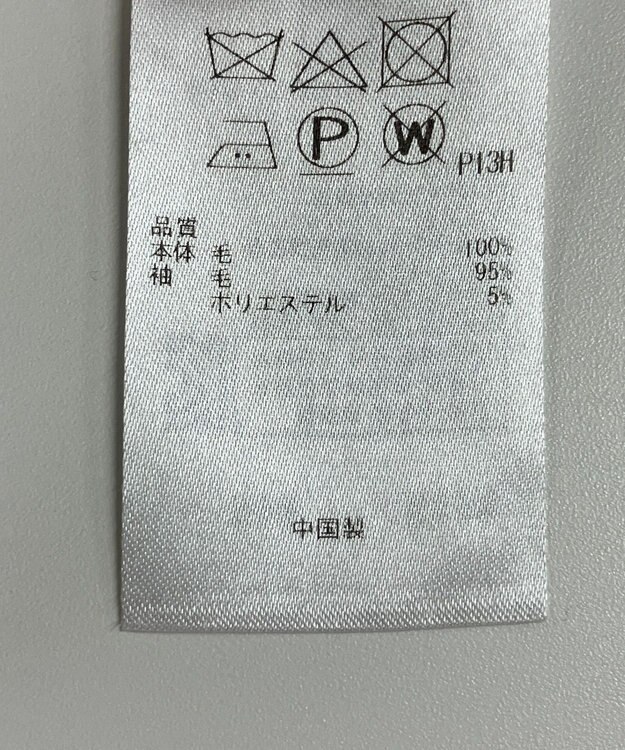 P W P13H
品質
本体 毛 100%
袖 毛 95%
ポリエステル 5%
中国製